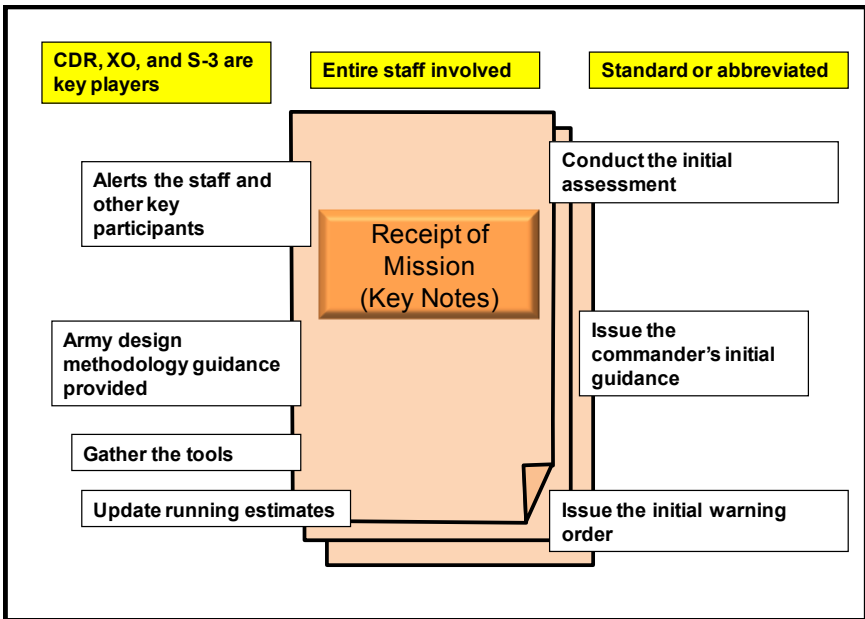 CDR, XO, and S-3 are
key players
Entire staff involved
Standard or abbreviated
Alerts the staff and
other key
participants
Army design
methodology guidance
provided
Gather the tools
Update running estimates
Receipt of
Mission
(Key Notes)
Conduct the initial
assessment
Issue the
commander’s initial
guidance
Issue the initial warning
order